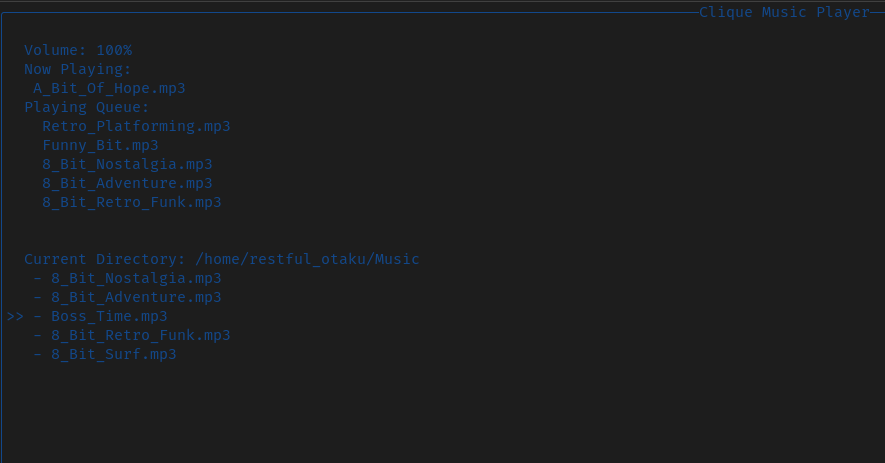 Clique Music Player
Volume: 100%
Now Playing:
A_Bit_Of_Hope.mp3
Playing Queue:
Retro_Platforming.mp3
Funny_Bit.mp3
8_Bit_Nostalgia.mp3
8_Bit_Adventure.mp3
8_Bit_Retro_Funk.mp3
Current Directory: /home/restful_otaku/Music
- 8_Bit_Nostalgia.mp3
- 8_Bit_Adventure.mp3
>> - Boss_Time.mp3
- 8_Bit_Retro_Funk.mp3
- 8_Bit_Surf.mp3